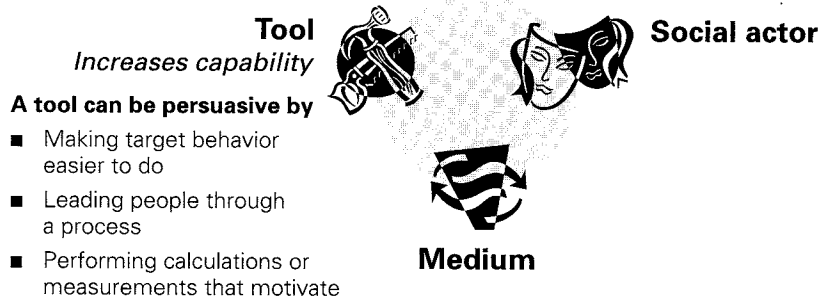 Tool
Increases capability
A tool can be persuasive by
■ Making target behavior
easier to do
■ Leading people through
a process
■ Performing calculations or
measurements that motivate
Social actor
Medium